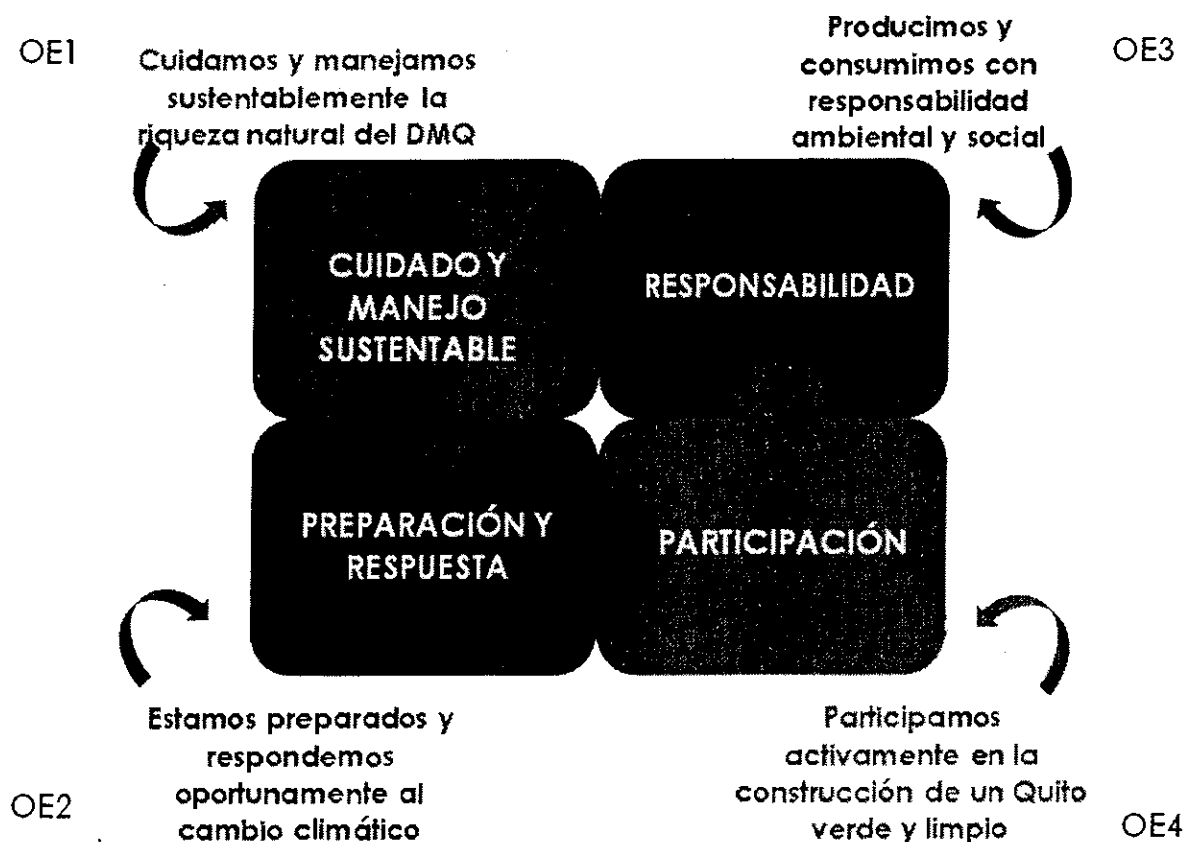 OE1
Cuidamos y manejamos
sustentablemente la
riqueza natural del DMQ
Producimos y
consumimos con
responsabilidad
ambiental y social
OE3
CUIDADO Y
MANEJO
SUSTENTABLE
RESPONSABILIDAD
PREPARACIÓN Y
RESPUESTA
PARTICIPACIÓN
OE2
Estamos preparados y
respondemos
oportunamente al
cambio climático
Participamos
activamente en la
construcción de un Quito
verde y limpio
OE4